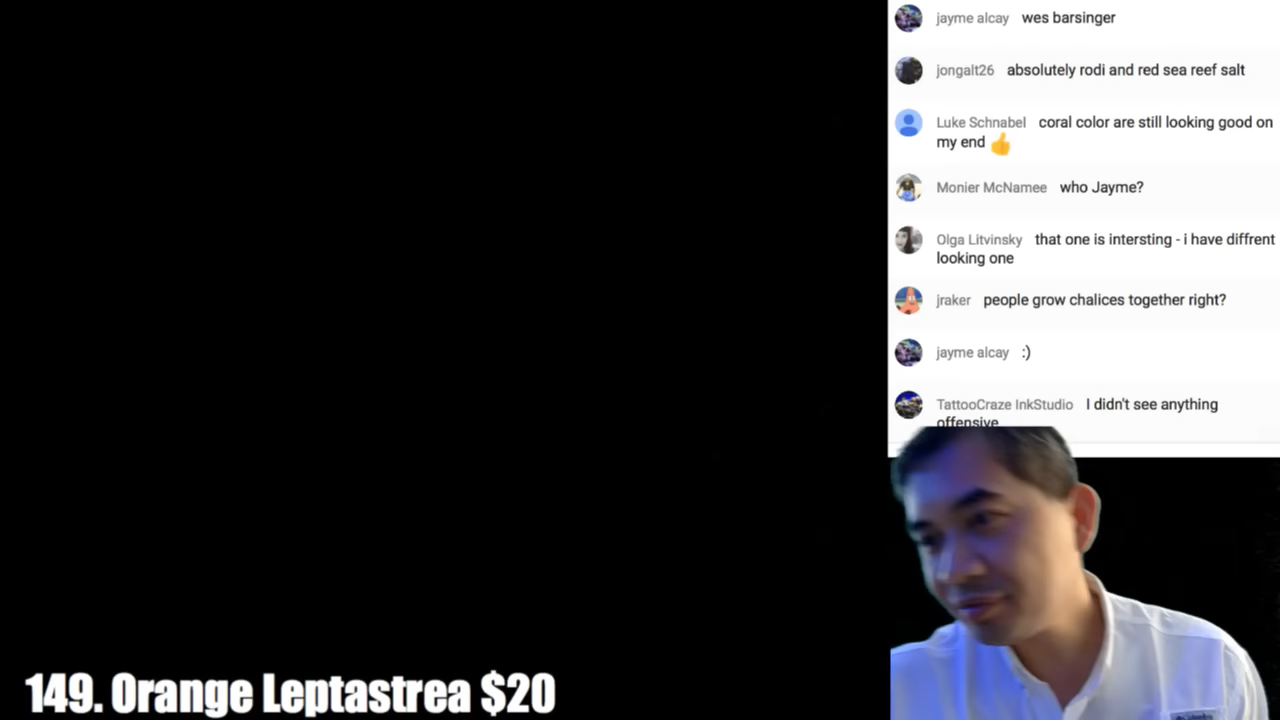 jayme alcay wes barsinger
jongalt26 absolutely rodi and red sea reef salt
Luke Schnabel coral color are still looking good on
my end 👍
Monier McNamee who Jayme?
Olga Litvinsky that one is intersting - i have diffrent
looking one
jraker people grow chalices together right?
jayme alcay :)
TattooCraze InkStudio I didn't see anything
offensive
149. Orange Leptastrea $20